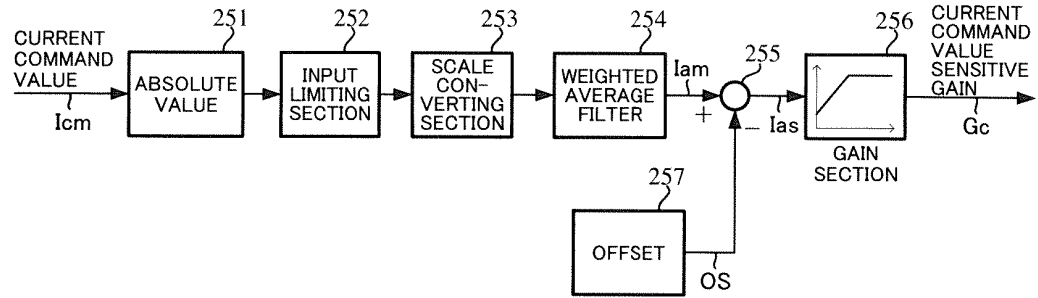 251
252
253
254
255
256
CURRENT
COMMAND
VALUE
Icm
ABSOLUTE
VALUE
INPUT
LIMITING
SECTION
SCALE
CON-
VERTING
SECTION
WEIGHTED
AVERAGE
FILTER
Iam
+
−
Ias
GAIN
SECTION
CURRENT
COMMAND
VALUE
SENSITIVE
GAIN
Gc
257
OFFSET
OS